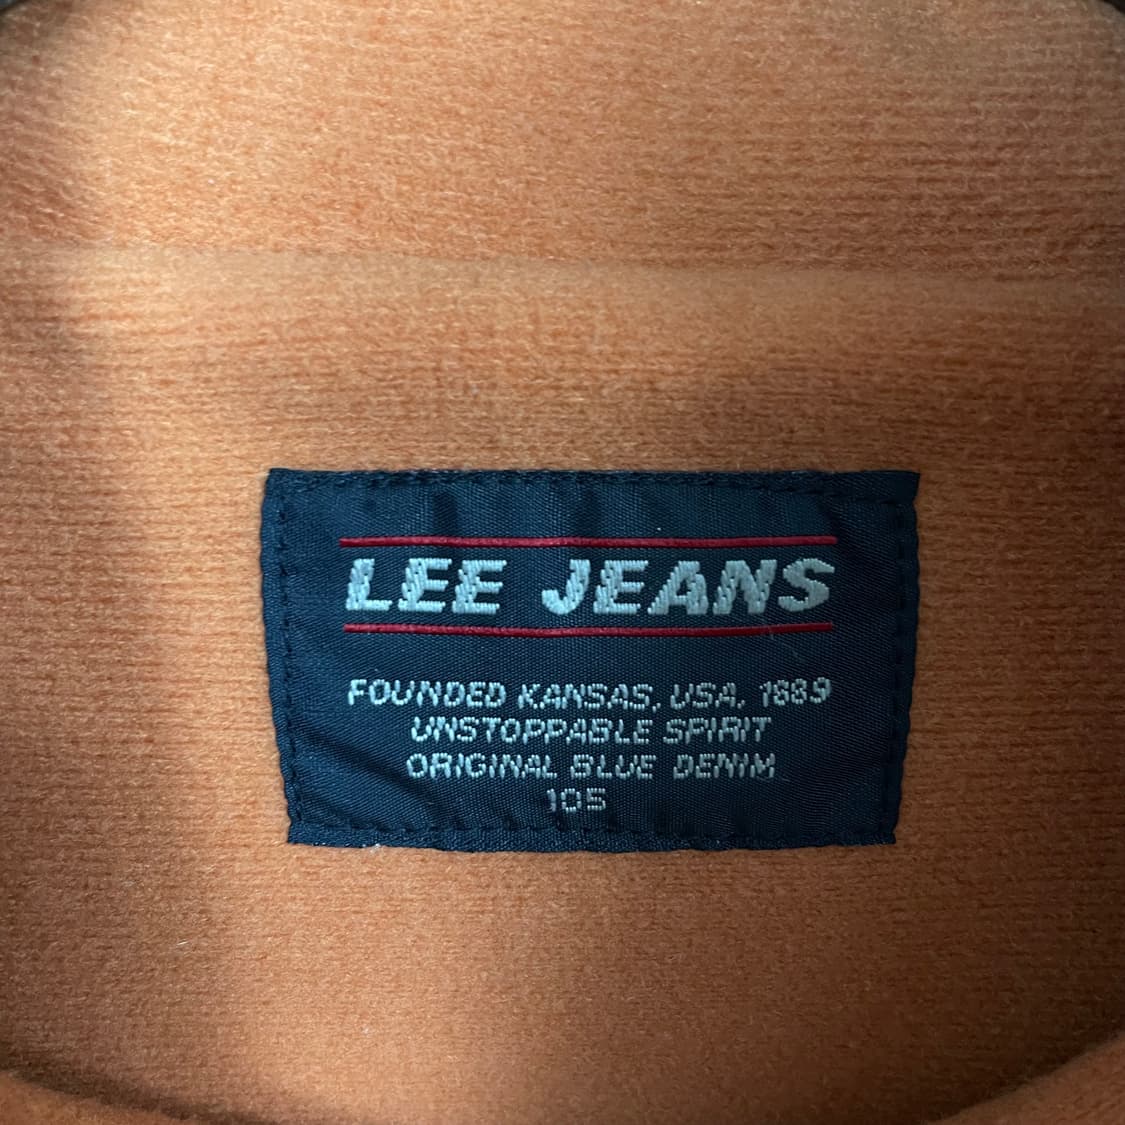 LEE JEANS
FOUNDED KANSAS, USA, 1889
UNSTOPPABLE SPIRIT
ORIGINAL BLUE DENIM
105